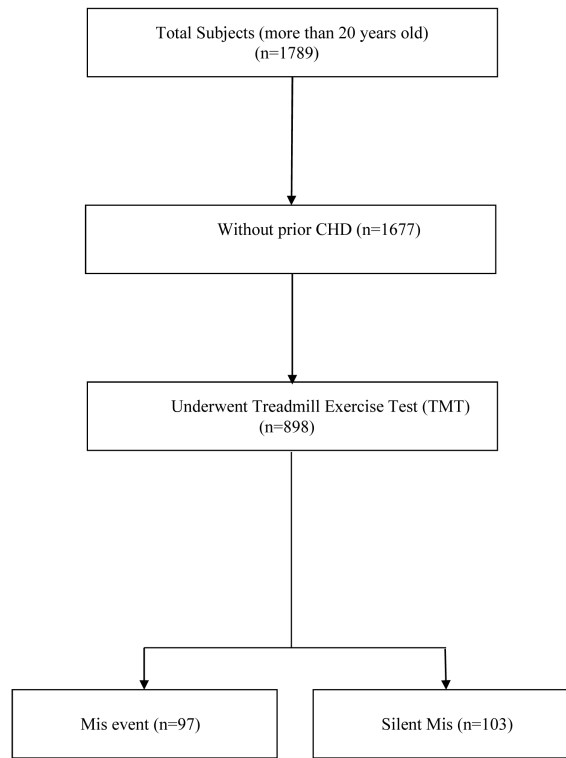 Total Subjects (more than 20 years old)
(n=1789)
Without prior CHD (n=1677)
Underwent Treadmill Exercise Test (TMT)
(n=898)
Mis event (n=97)
Silent Mis (n=103)